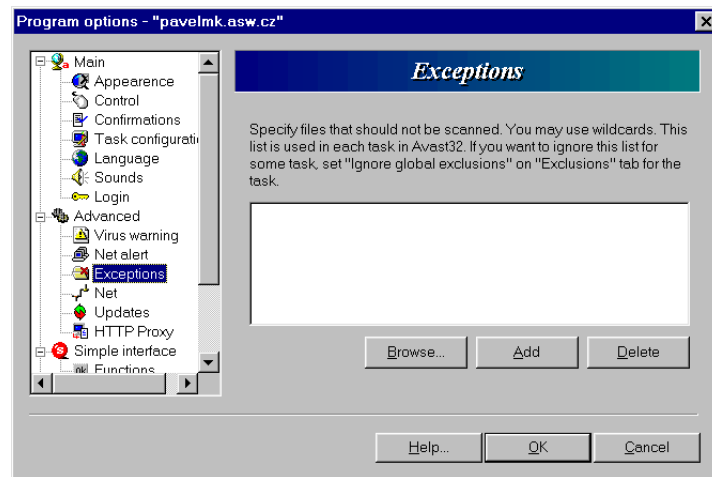 Program options - "pavelmk.asw.cz"
Main
Appearence
Control
Confirmations
Task configurati
Language
Sounds
Login
Advanced
Virus warning
Net alert
Exceptions
Net
Updates
HTTP Proxy
Simple interface
Functions
Exceptions
Specify files that should not be scanned. You may use wildcards. This
list is used in each task in Avast32. If you want to ignore this list for
some task, set "Ignore global exclusions" on "Exclusions" tab for the
task.
Browse...
Add
Delete
Help...
OK
Cancel